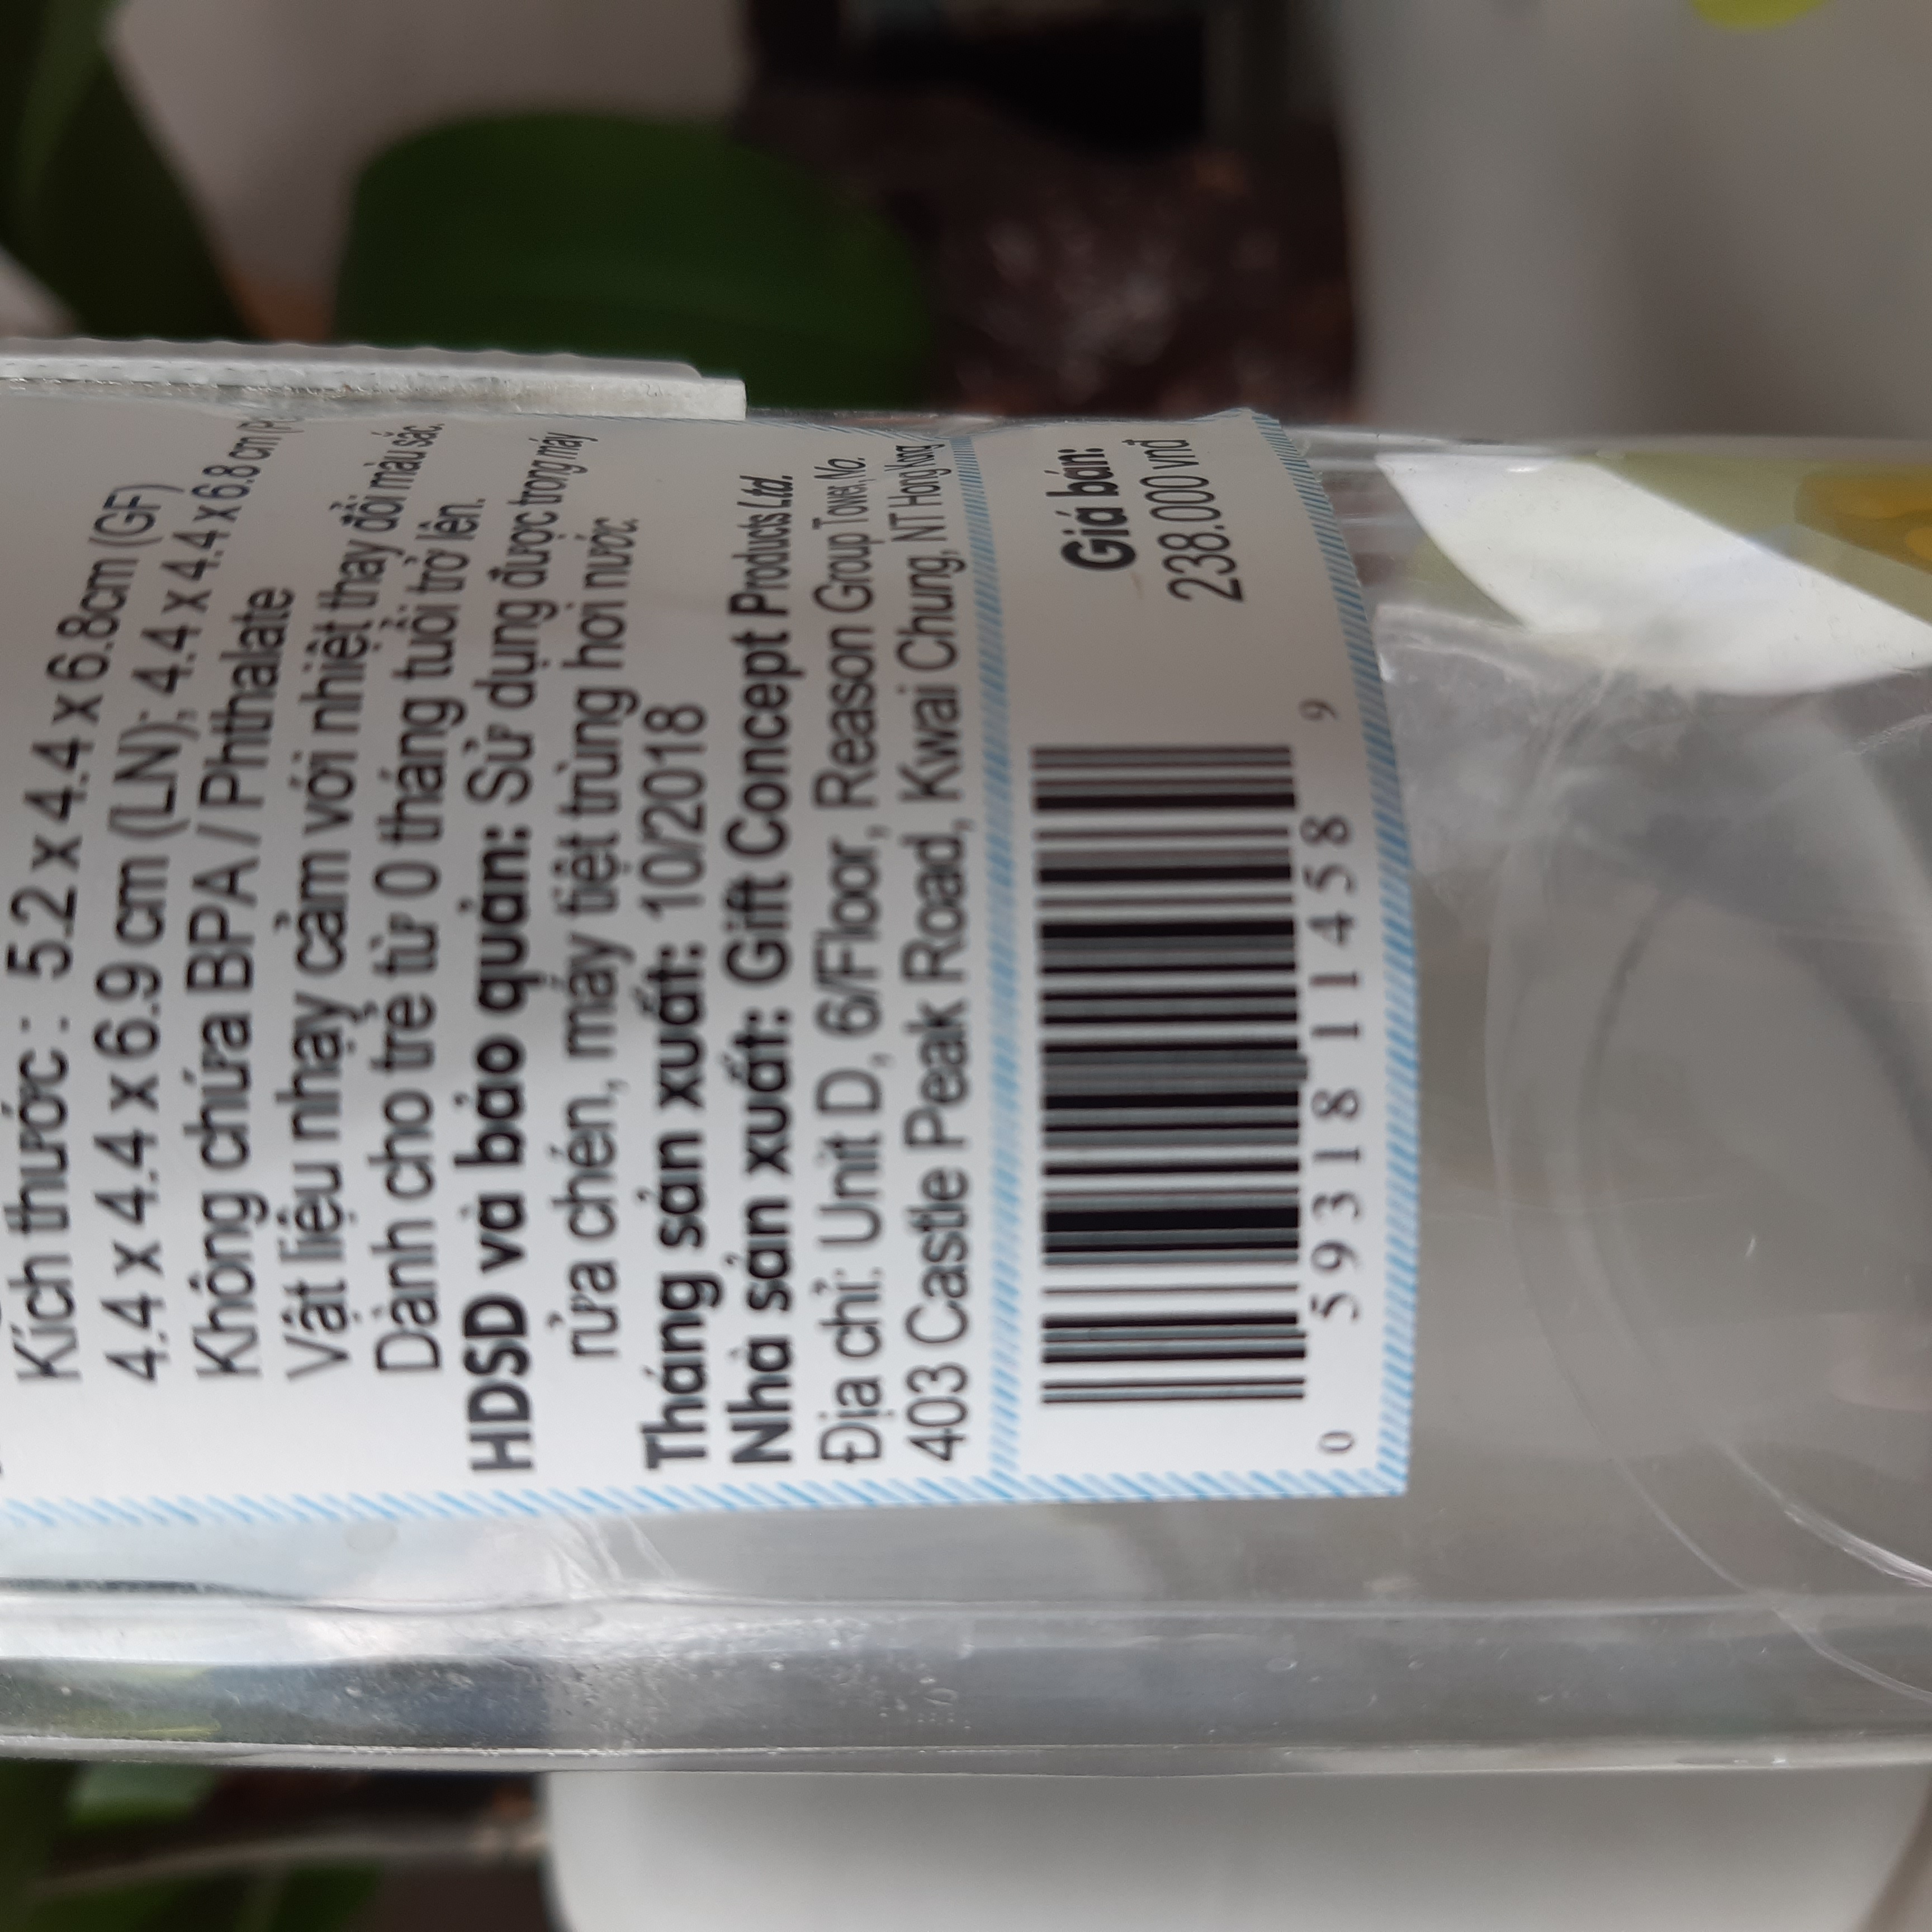 Kích thước : 5.2 x 4.4 x 6.8cm (GF)
4.4 x 4.4 x 6.9 cm (LN); 4.4 x 4.4 x 6.8 cm
Không chứa BPA / Phthalate
Vật liệu nhạy cảm với nhiệt thay đổi màu sắc.
Dành cho trẻ từ 0 tháng tuổi trở lên.
HDSD và bảo quản: Sử dụng được trong máy
rửa chén, máy tiệt trùng hơi nước.
Tháng sản xuất: 10/2018
Nhà sản xuất: Gift Concept Products Ltd.
Địa chỉ: Unit D, 6/Floor, Reason Group Tower, No.
403 Castle Peak Road, Kwai Chung, NT Hong Kong
Giá bán:
238.000 vnđ
0 59318 11458 9